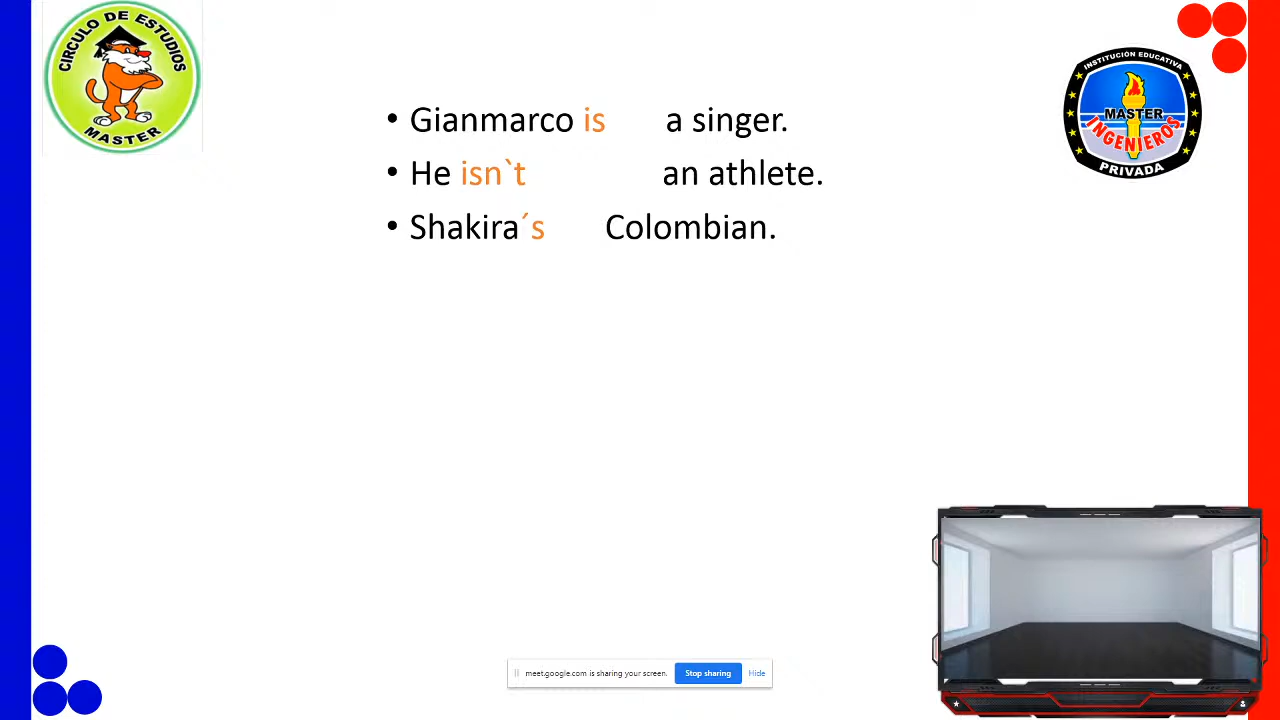 CIRCULO DE ESTUDIOS
MASTER
INSTITUCIÓN EDUCATIVA
MASTER
INGENIEROS
PRIVADA
• Gianmarco is a singer.
• He isn`t an athlete.
• Shakira´s Colombian.
meet.google.com is sharing your screen. Stop sharing Hide